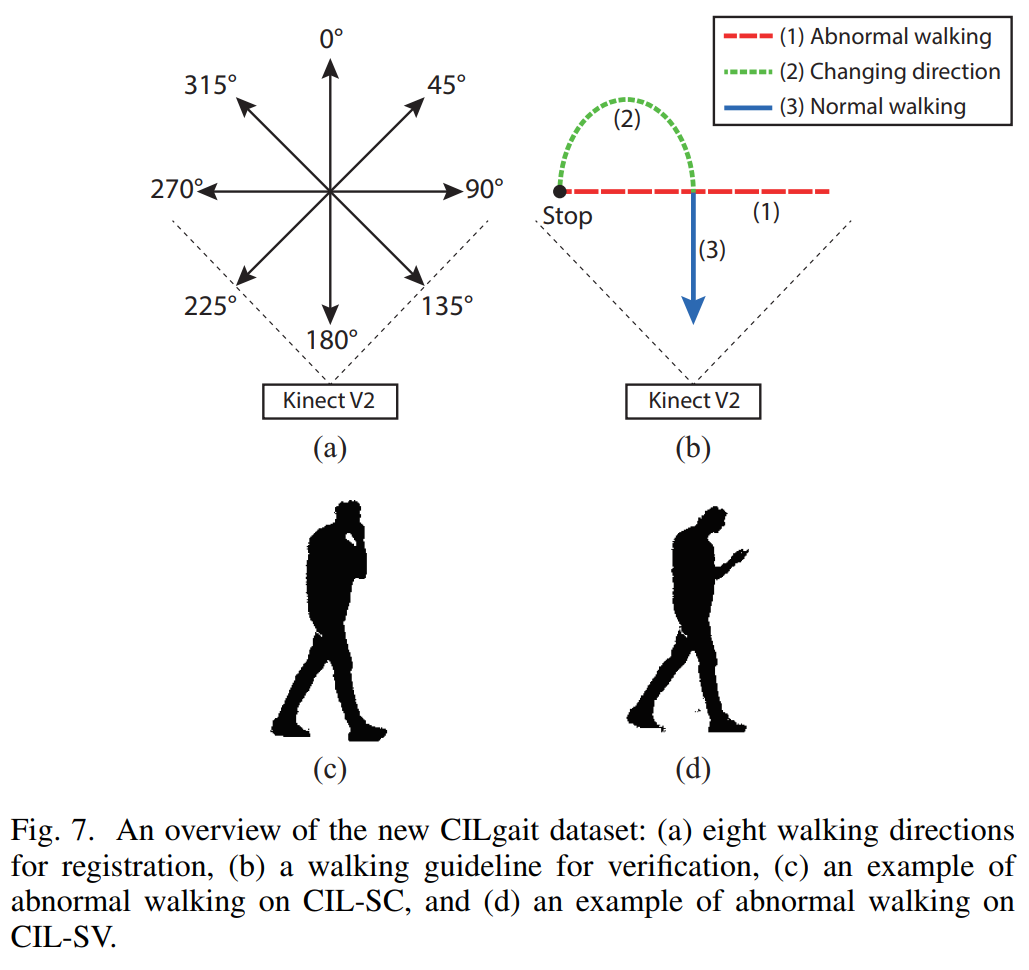 0°
315°
45°
270°
90°
225°
135°
180°
Kinect V2
(a)
(1) Abnormal walking
(2) Changing direction
(3) Normal walking
(2)
Stop
(1)
(3)
Kinect V2
(b)
(c)
(d)
Fig. 7. An overview of the new CILgait dataset: (a) eight walking directions
for registration, (b) a walking guideline for verification, (c) an example of
abnormal walking on CIL-SC, and (d) an example of abnormal walking on
CIL-SV.